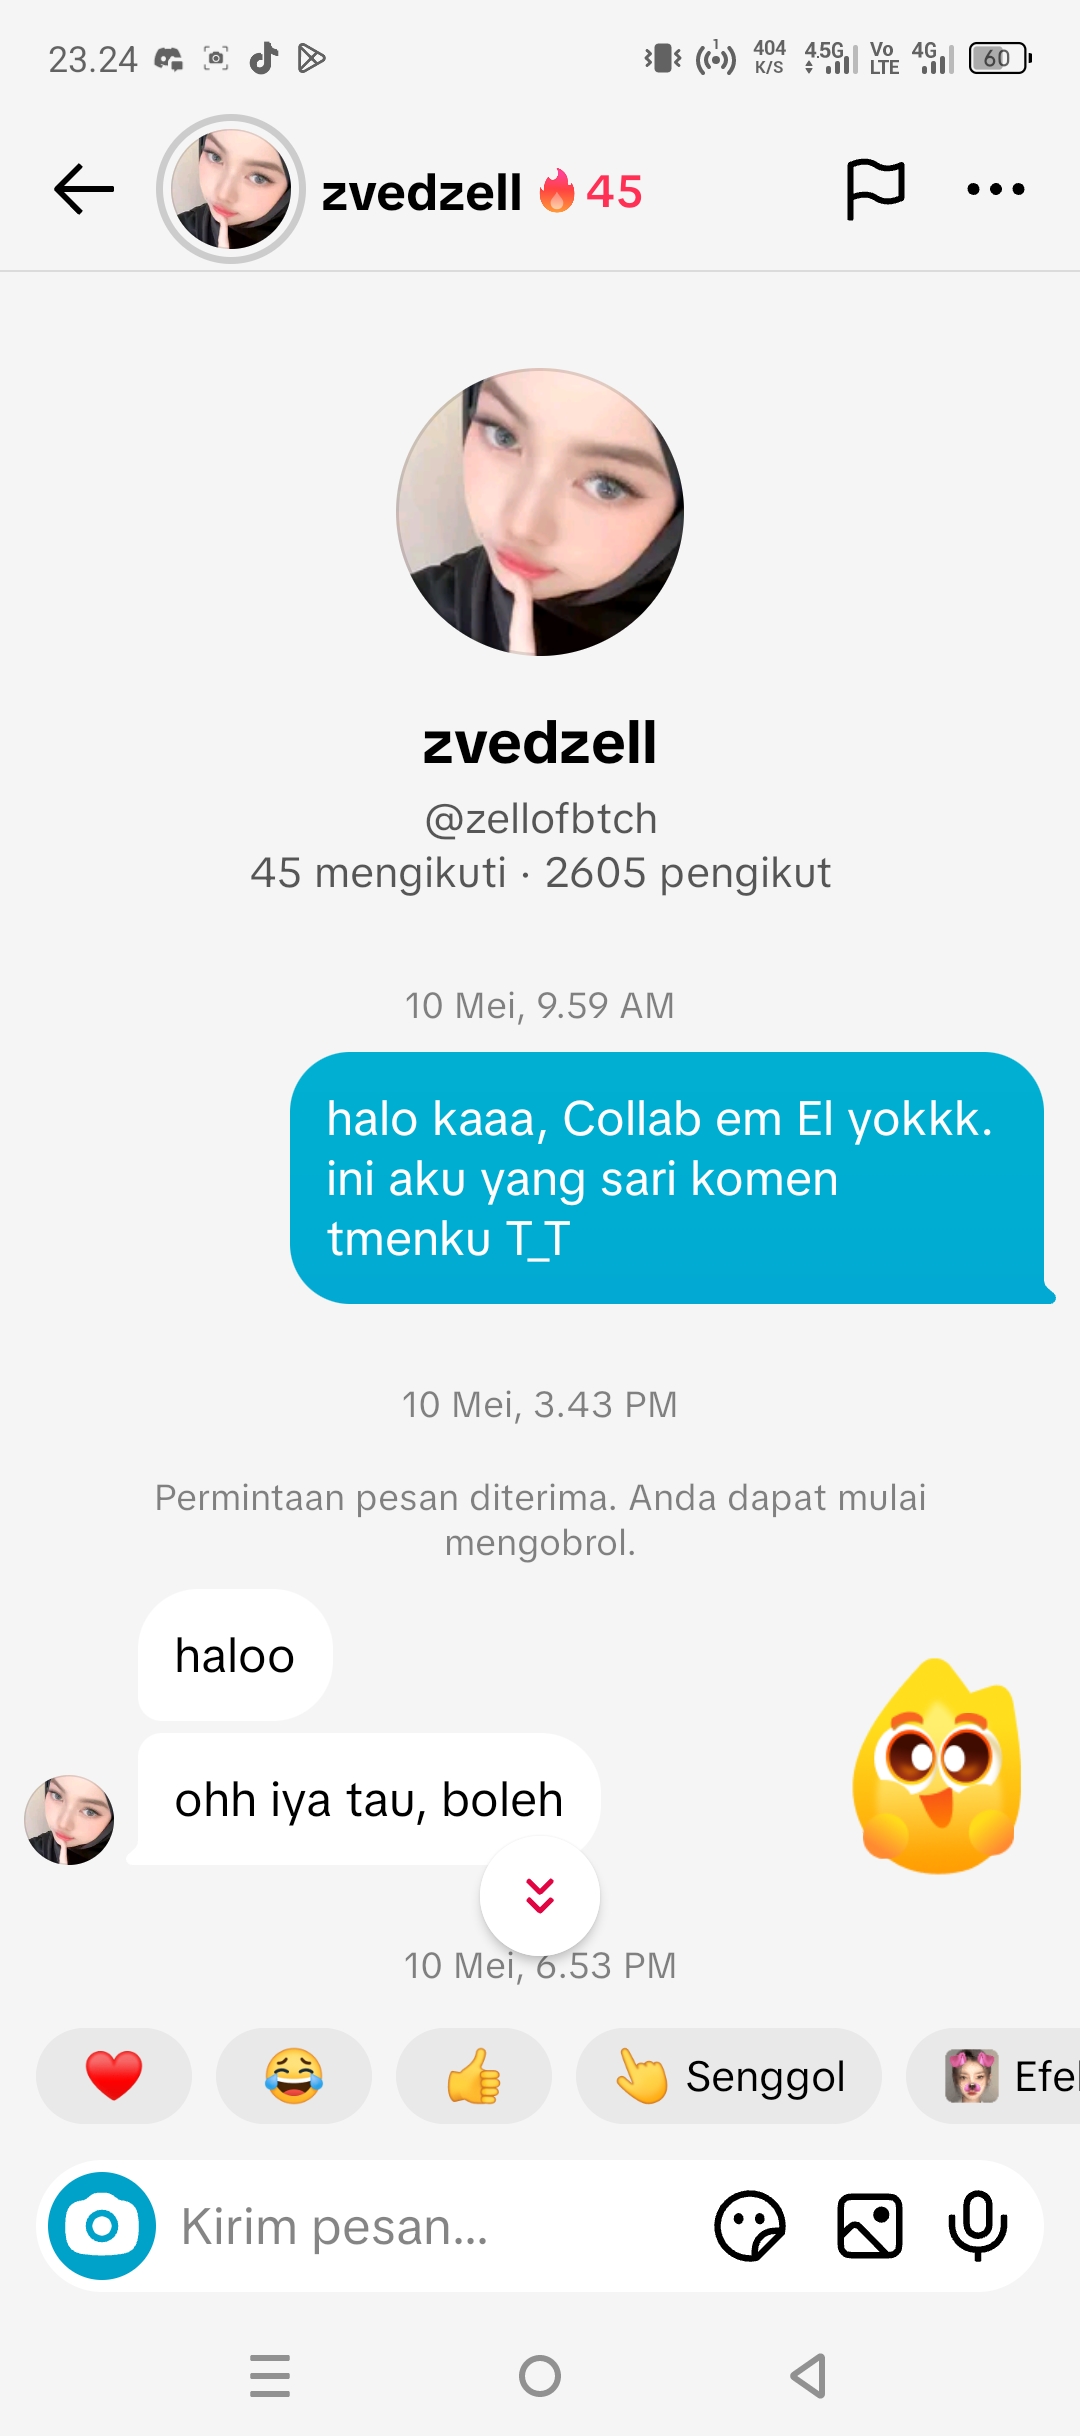 23.24
1
404
K/S
4.5G
Vo
LTE
4G
60
zvedzell 🔥 45
zvedzell
@zellofbtch
45 mengikuti · 2605 pengikut
10 Mei, 9.59 AM
halo kaaa, Collab em El yokkk.
ini aku yang sari komen
tmenku T_T
10 Mei, 3.43 PM
Permintaan pesan diterima. Anda dapat mulai
mengobrol.
haloo
ohh iya tau, boleh
10 Mei, 6.53 PM
❤️ 😂 👍 👆 Senggol
Kirim pesan...